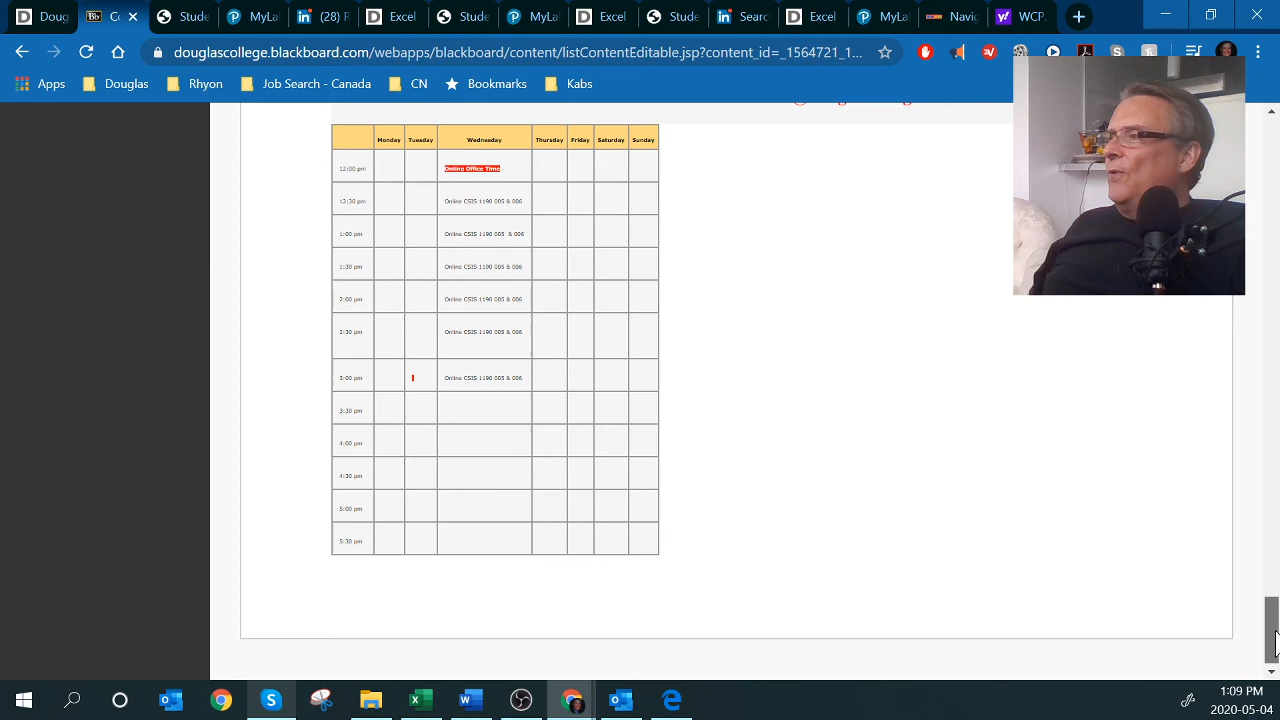 Doug
Co
Stude
MyLa
(28) F
Excel
Stude
MyLa
Excel
Stude
Searc
Excel
MyLa
Navig
WCP.
douglascollege.blackboard.com/webapps/blackboard/content/listContentEditable.jsp?content_id=_1564721_1...
Apps
Douglas
Rhyon
Job Search - Canada
CN
Bookmarks
Kabs
Monday Tuesday Wednesday Thursday Friday Saturday Sunday
12:00 pm Online Office Time
12:30 pm Online CSIS 1190 005 & 006
1:00 pm Online CSIS 1190 005 & 006
1:30 pm Online CSIS 1190 005 & 006
2:00 pm Online CSIS 1190 005 & 006
2:30 pm Online CSIS 1190 005 & 006
3:00 pm Online CSIS 1190 005 & 006
3:30 pm
4:00 pm
4:30 pm
5:00 pm
5:30 pm
1:09 PM
2020-05-04